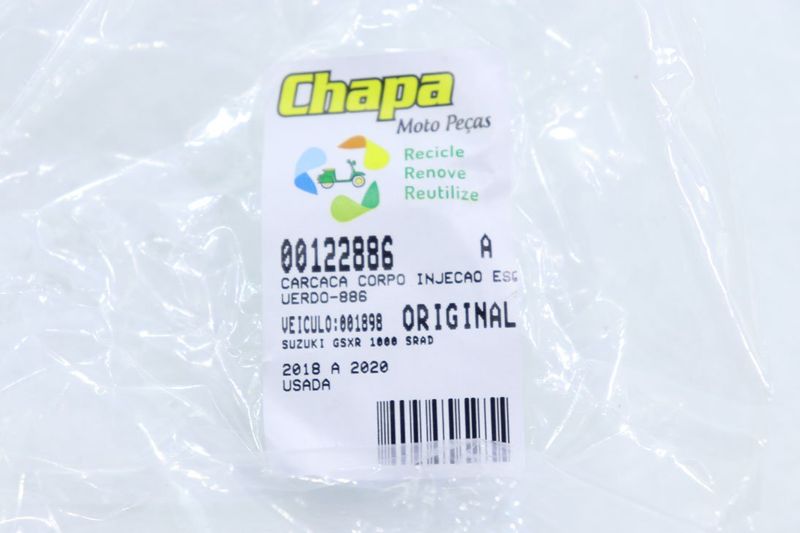 Chapa
Moto Peças
Recicle
Renove
Reutilize
00122886 A
CARCACA CORPO INJECAO ESQ
UERDO-886
VEICULO:001898 ORIGINAL
SUZUKI GSXR 1000 SRAD
2018 A 2020
USADA